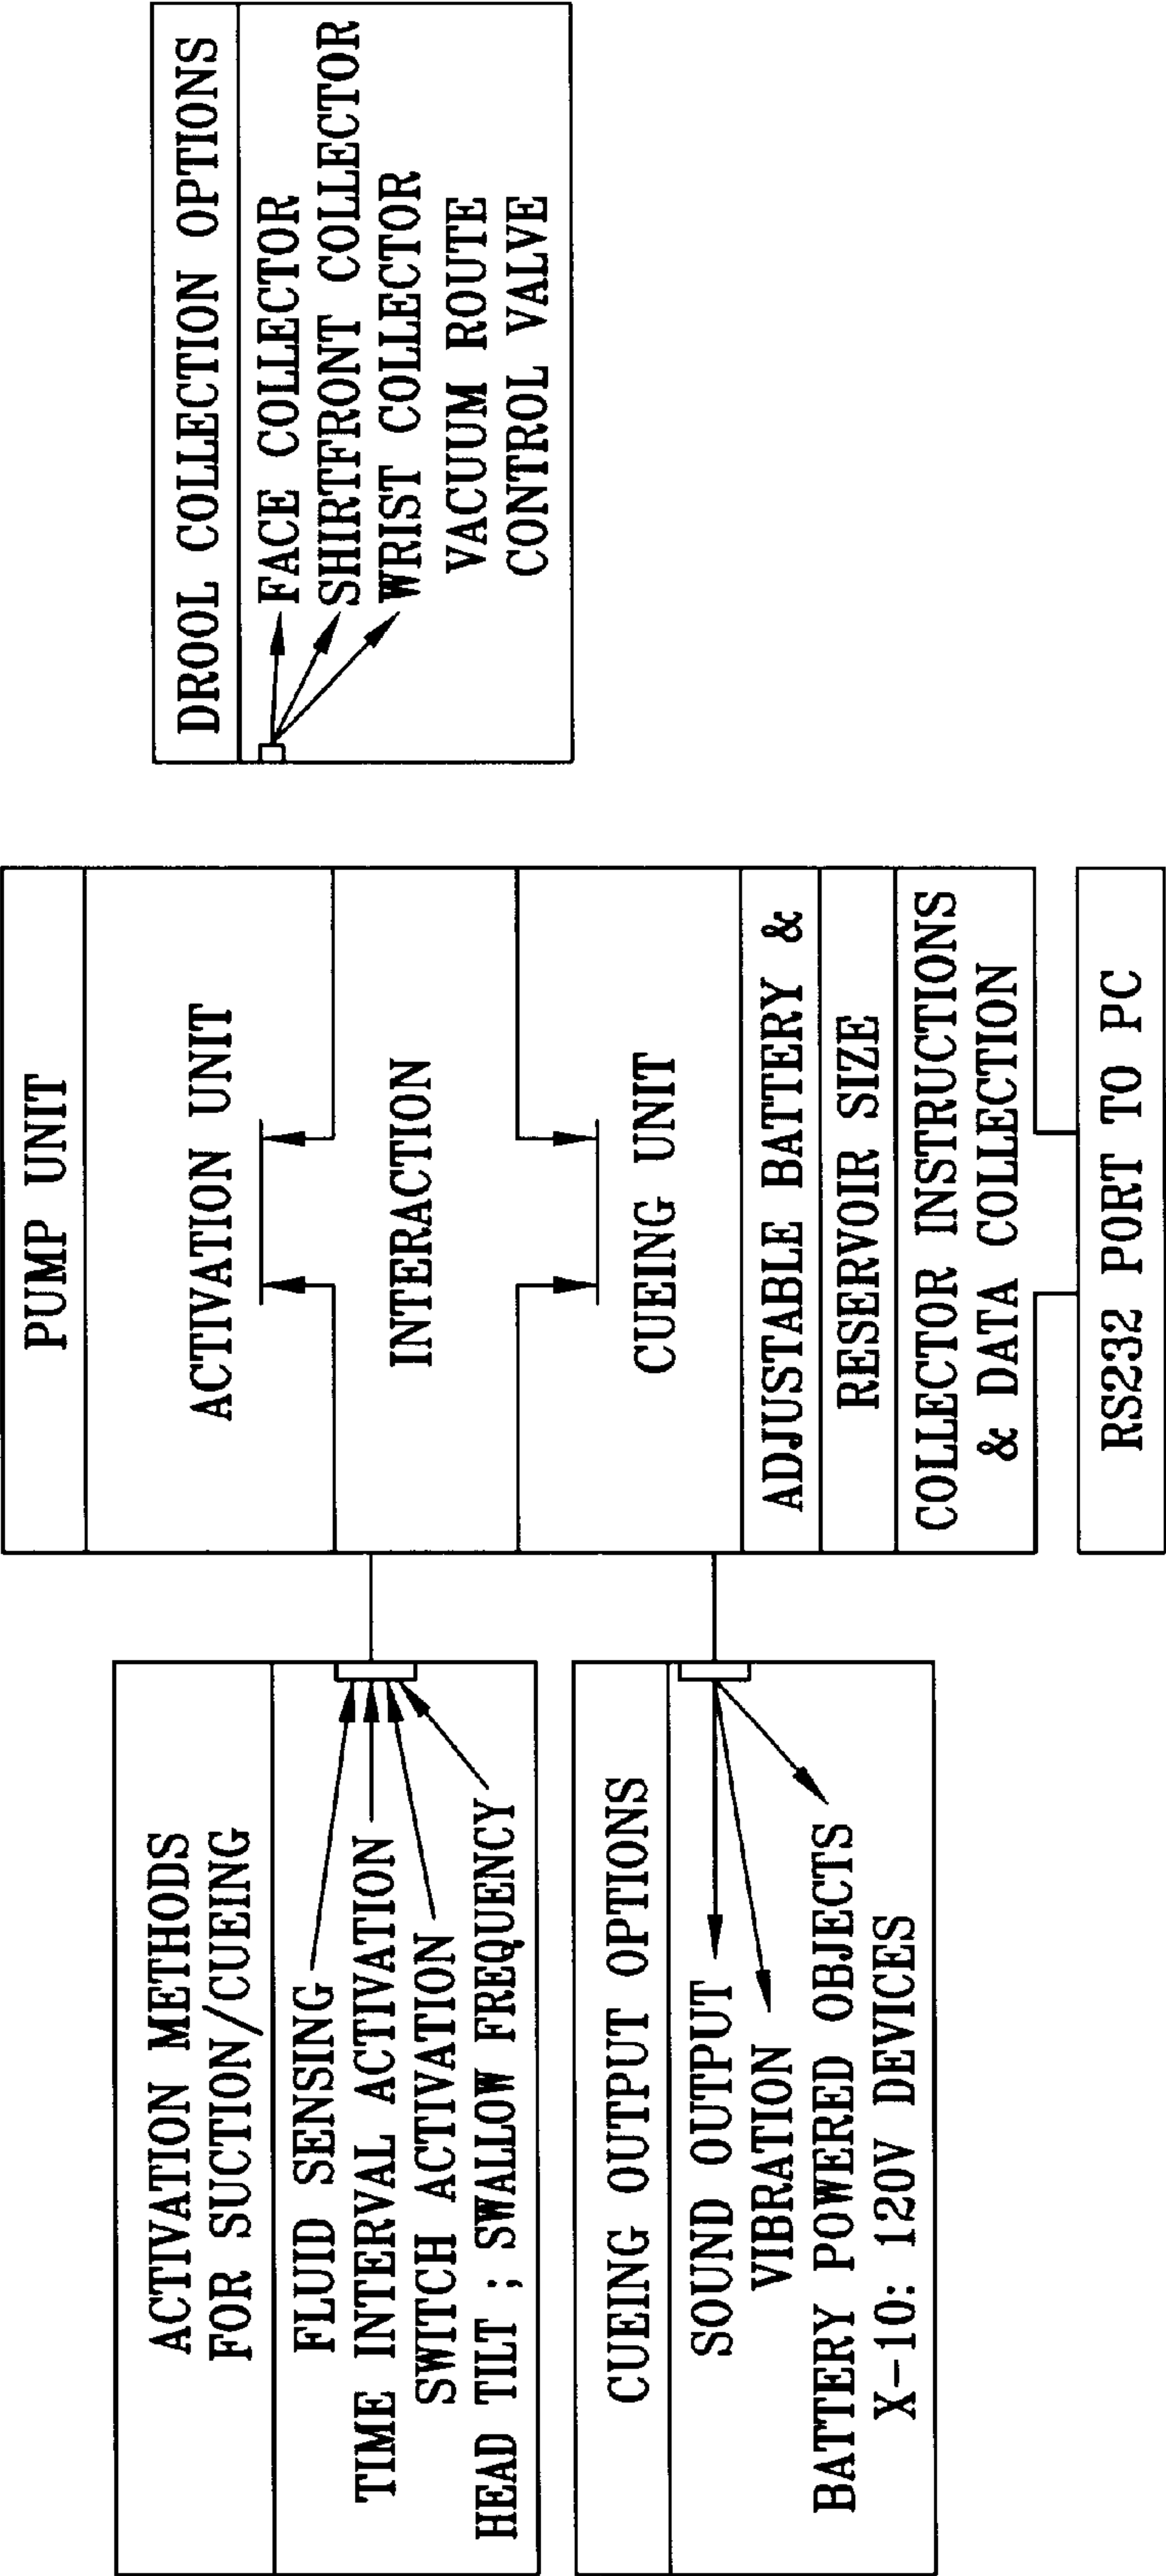 ACTIVATION METHODS
FOR SUCTION/CUEING
FLUID SENSING
TIME INTERVAL ACTIVATION
SWITCH ACTIVATION
HEAD TILT ; SWALLOW FREQUENCY
CUEING OUTPUT OPTIONS
SOUND OUTPUT
VIBRATION
BATTERY POWERED OBJECTS
X-10: 120V DEVICES
PUMP UNIT
ACTIVATION UNIT
INTERACTION
CUEING UNIT
ADJUSTABLE BATTERY &
RESERVOIR SIZE
COLLECTOR INSTRUCTIONS
& DATA COLLECTION
RS232 PORT TO PC
DROOL COLLECTION OPTIONS
FACE COLLECTOR
SHIRTFRONT COLLECTOR
WRIST COLLECTOR
VACUUM ROUTE
CONTROL VALVE